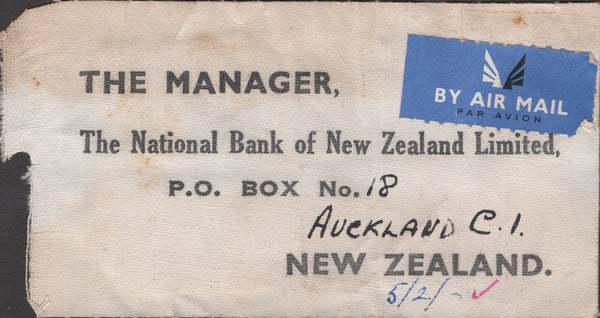 BY AIR MAIL
PAR AVION
THE MANAGER,
The National Bank of New Zealand Limited,
P.O. BOX No. 18
AUCKLAND C.1.
NEW ZEALAND.
5/2/-